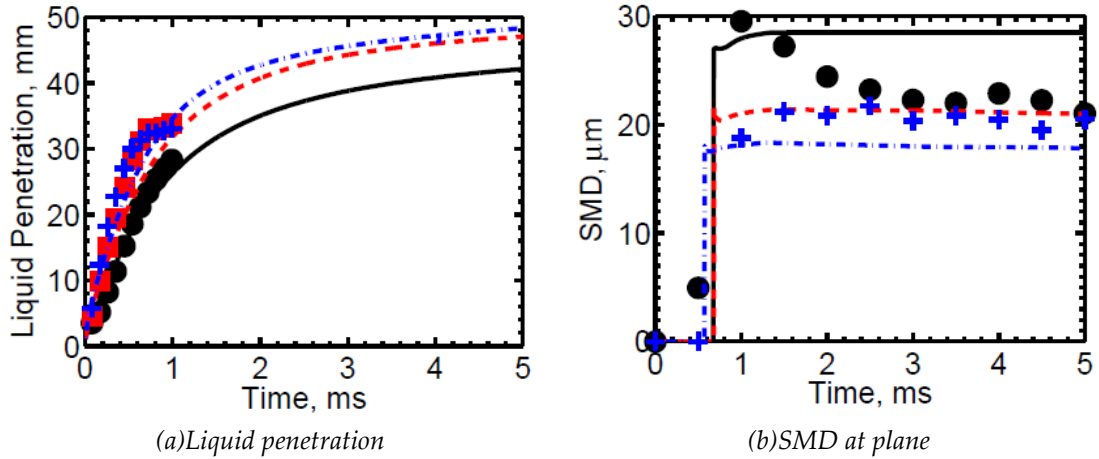 50
40
30
20
10
0
Liquid Penetration, mm
0 1 2 3 4 5
Time, ms
(a)Liquid penetration
30
20
10
0
SMD, μm
0 1 2 3 4 5
Time, ms
(b)SMD at plane